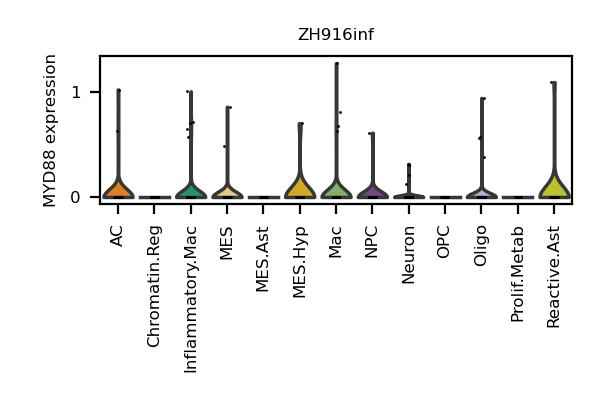 ZH916inf
MYD88 expression
1
0
AC
Chromatin.Reg
Inflammatory.Mac
MES
MES.Ast
MES.Hyp
Mac
NPC
Neuron
OPC
Oligo
Prolif.Metab
Reactive.Ast